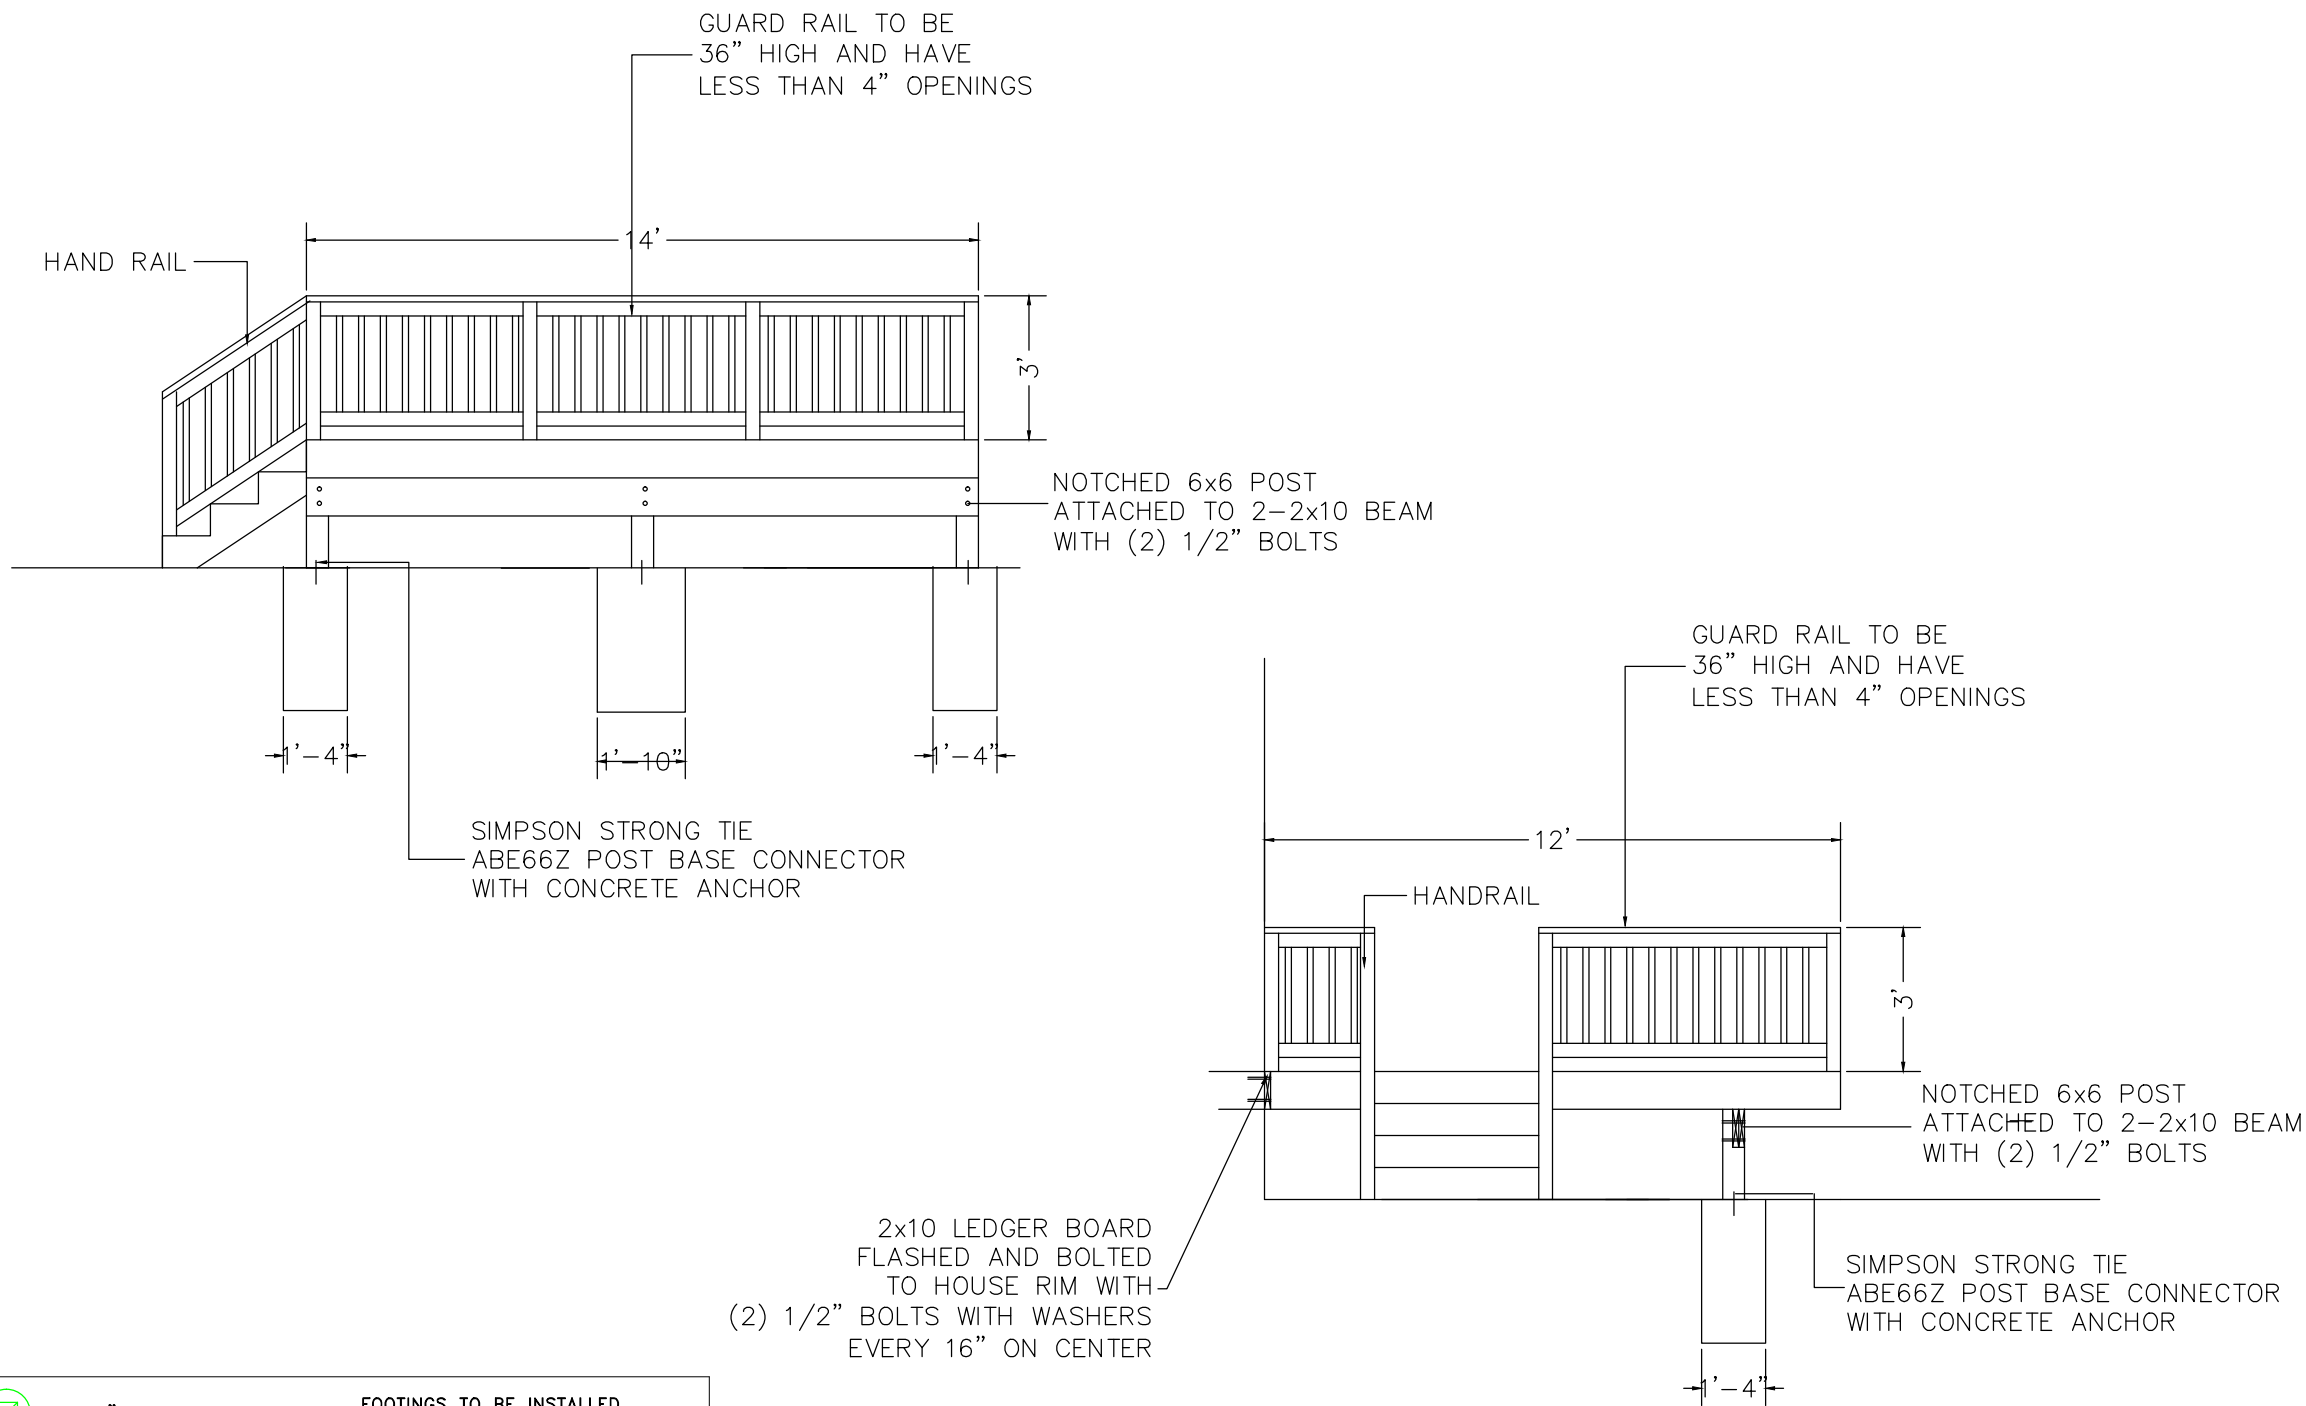 GUARD RAIL TO BE
36" HIGH AND HAVE
LESS THAN 4" OPENINGS
14'
HAND RAIL
3'
NOTCHED 6x6 POST
ATTACHED TO 2-2x10 BEAM
WITH (2) 1/2" BOLTS
1'-4"
1'-10"
1'-4"
SIMPSON STRONG TIE
ABE66Z POST BASE CONNECTOR
WITH CONCRETE ANCHOR
GUARD RAIL TO BE
36" HIGH AND HAVE
LESS THAN 4" OPENINGS
12'
HANDRAIL
3'
NOTCHED 6x6 POST
ATTACHED TO 2-2x10 BEAM
WITH (2) 1/2" BOLTS
2x10 LEDGER BOARD
FLASHED AND BOLTED
TO HOUSE RIM WITH
(2) 1/2" BOLTS WITH WASHERS
EVERY 16" ON CENTER
SIMPSON STRONG TIE
ABE66Z POST BASE CONNECTOR
WITH CONCRETE ANCHOR
1'-4"
FOOTINGS TO BE INSTALLED